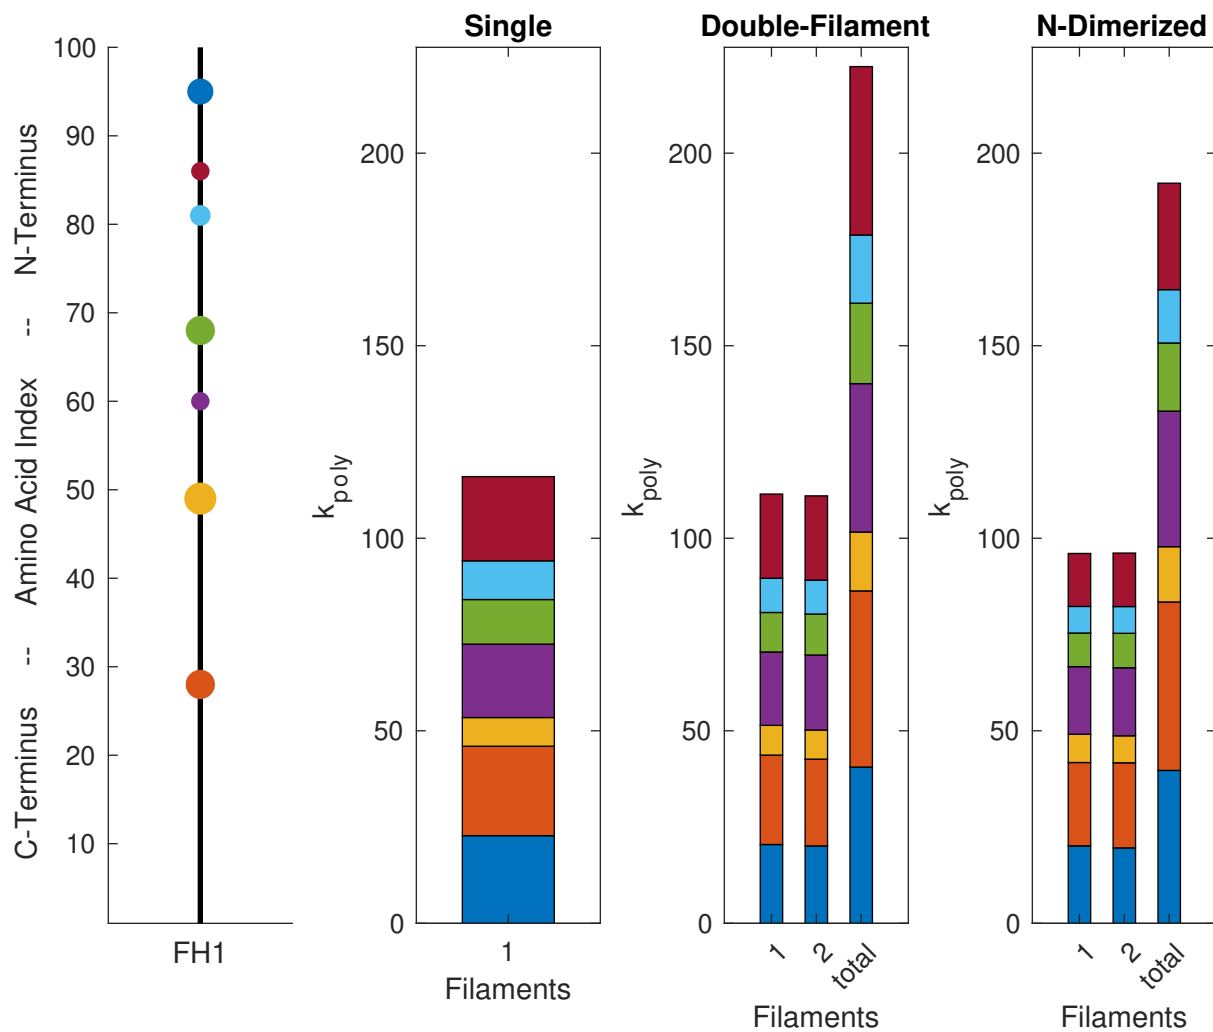 Single
Double-Filament
N-Dimerized
100
90
80
70
60
50
40
30
20
10
C-Terminus -- Amino Acid Index -- N-Terminus
FH1
200
150
100
50
0
k_poly
1
Filaments
200
150
100
50
0
k_poly
1
2
total
Filaments
200
150
100
50
0
k_poly
1
2
total
Filaments